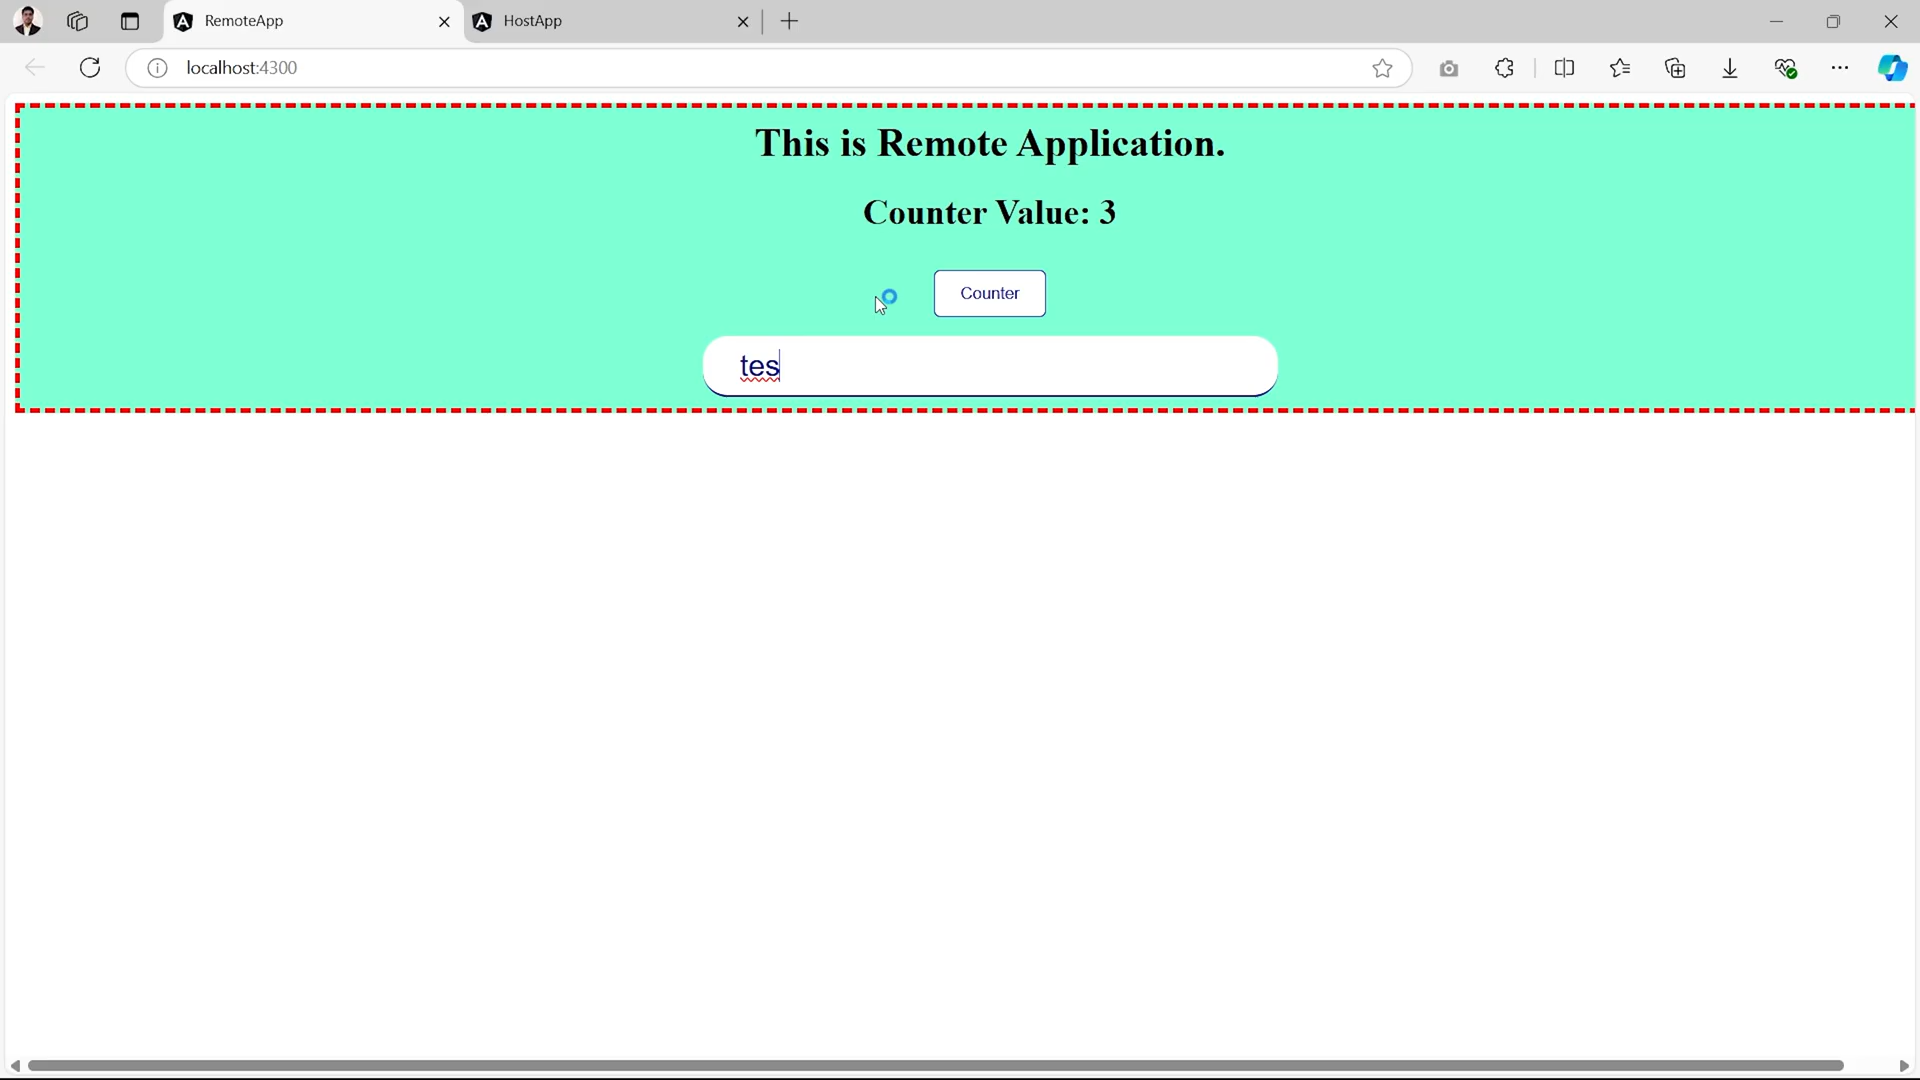 RemoteApp
HostApp
localhost:4300
This is Remote Application.
Counter Value: 3
Counter
tes